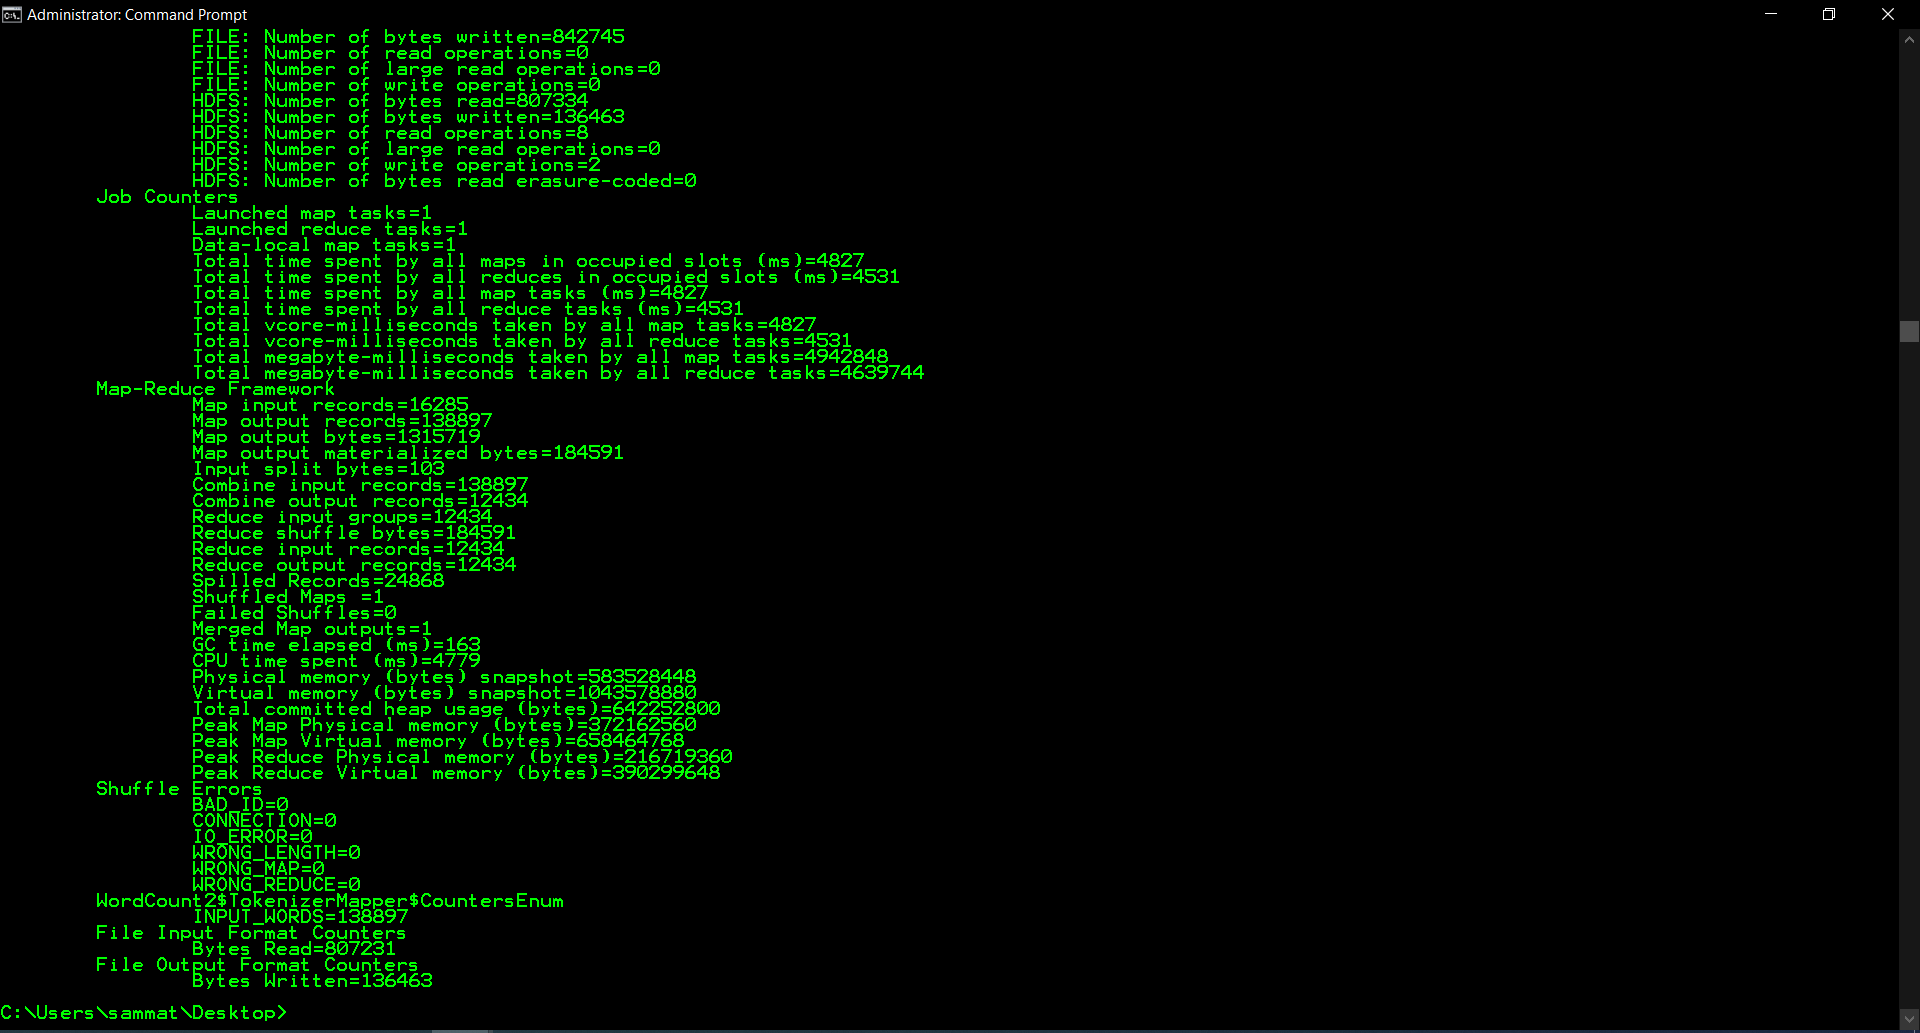 Administrator: Command Prompt
FILE: Number of bytes written=842745
FILE: Number of read operations=0
FILE: Number of large read operations=0
FILE: Number of write operations=0
HDFS: Number of bytes read=807334
HDFS: Number of bytes written=136463
HDFS: Number of read operations=8
HDFS: Number of large read operations=0
HDFS: Number of write operations=2
HDFS: Number of bytes read erasure-coded=0
Job Counters
Launched map tasks=1
Launched reduce tasks=1
Data-local map tasks=1
Total time spent by all maps in occupied slots (ms)=4827
Total time spent by all reduces in occupied slots (ms)=4531
Total time spent by all map tasks (ms)=4827
Total time spent by all reduce tasks (ms)=4531
Total vcore-milliseconds taken by all map tasks=4827
Total vcore-milliseconds taken by all reduce tasks=4531
Total megabyte-milliseconds taken by all map tasks=4942848
Total megabyte-milliseconds taken by all reduce tasks=4639744
Map-Reduce Framework
Map input records=16285
Map output records=138897
Map output bytes=1315719
Map output materialized bytes=184591
Input split bytes=103
Combine input records=138897
Combine output records=12434
Reduce input groups=12434
Reduce shuffle bytes=184591
Reduce input records=12434
Reduce output records=12434
Spilled Records=24868
Shuffled Maps =1
Failed Shuffles=0
Merged Map outputs=1
GC time elapsed (ms)=163
CPU time spent (ms)=4779
Physical memory (bytes) snapshot=583528448
Virtual memory (bytes) snapshot=1043578880
Total committed heap usage (bytes)=642252800
Peak Map Physical memory (bytes)=372162560
Peak Map Virtual memory (bytes)=658464768
Peak Reduce Physical memory (bytes)=216719360
Peak Reduce Virtual memory (bytes)=390299648
Shuffle Errors
BAD_ID=0
CONNECTION=0
IO_ERROR=0
WRONG_LENGTH=0
WRONG_MAP=0
WRONG_REDUCE=0
WordCount2$TokenizerMapper$CountersEnum
INPUT_WORDS=138897
File Input Format Counters
Bytes Read=807231
File Output Format Counters
Bytes Written=136463
C:\Users\sammat\Desktop>